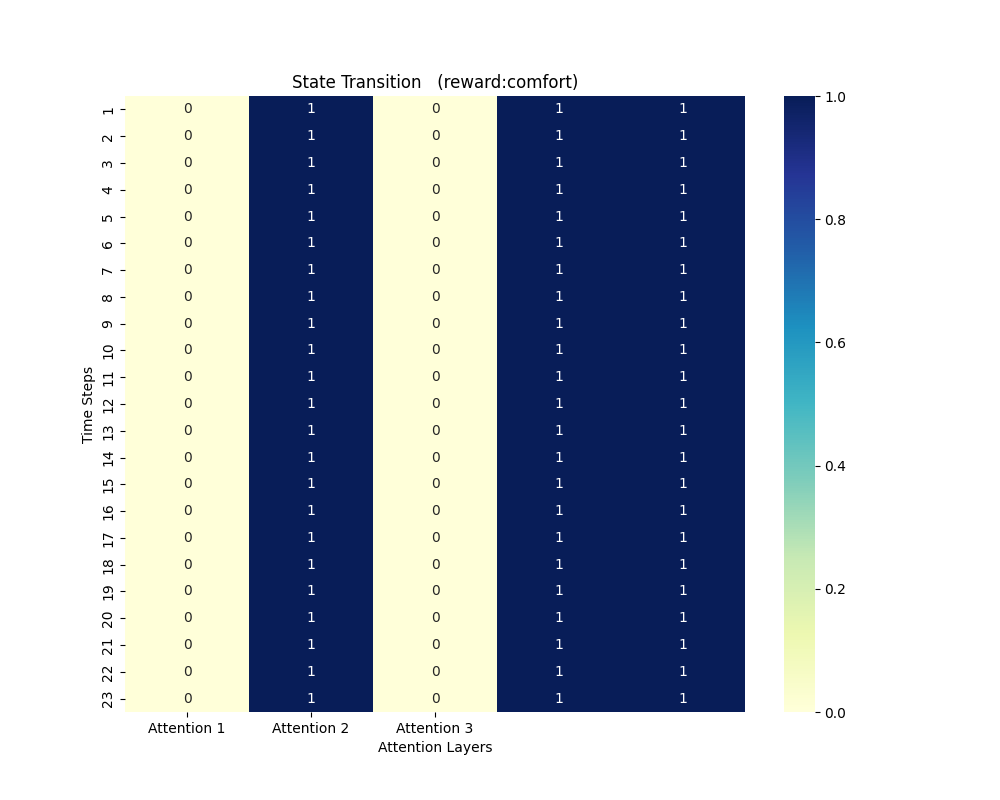 State Transition   (reward:comfort)
Time Steps
1 0 1 0 1 1
2 0 1 0 1 1
3 0 1 0 1 1
4 0 1 0 1 1
5 0 1 0 1 1
6 0 1 0 1 1
7 0 1 0 1 1
8 0 1 0 1 1
9 0 1 0 1 1
10 0 1 0 1 1
11 0 1 0 1 1
12 0 1 0 1 1
13 0 1 0 1 1
14 0 1 0 1 1
15 0 1 0 1 1
16 0 1 0 1 1
17 0 1 0 1 1
18 0 1 0 1 1
19 0 1 0 1 1
20 0 1 0 1 1
21 0 1 0 1 1
22 0 1 0 1 1
23 0 1 0 1 1
Attention 1 Attention 2 Attention 3
Attention Layers
1.0
0.8
0.6
0.4
0.2
0.0